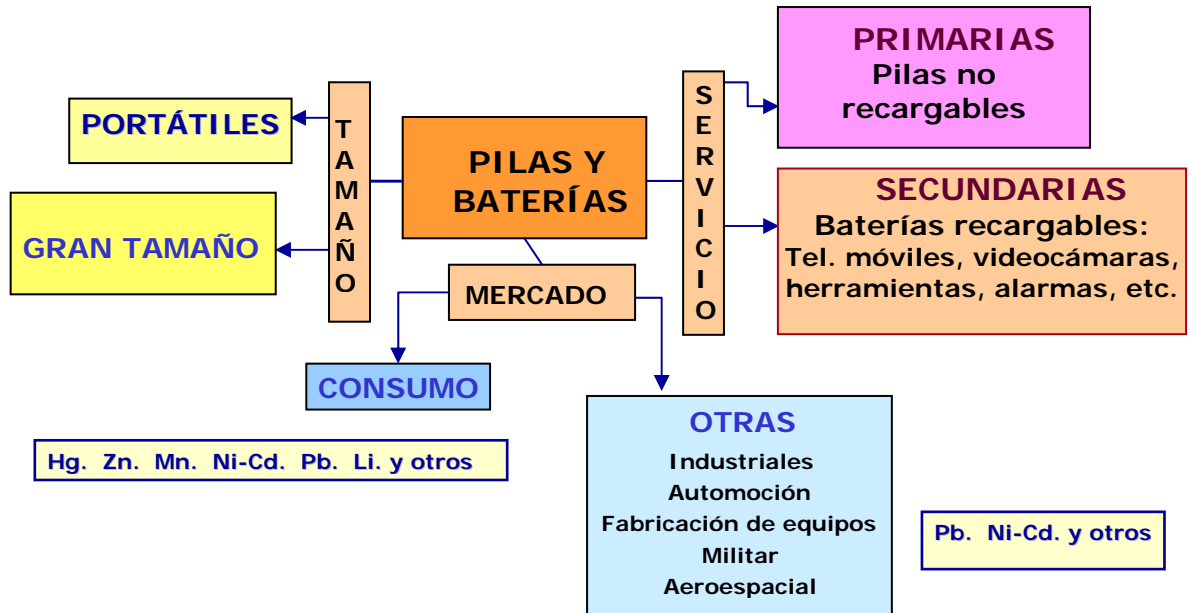 PILAS Y
BATERÍAS
TAMAÑO
PORTÁTILES
GRAN TAMAÑO
SERVICIO
PRIMARIAS
Pilas no
recargables
SECUNDARIAS
Baterías recargables:
Tel. móviles, videocámaras,
herramientas, alarmas, etc.
MERCADO
CONSUMO
Hg. Zn. Mn. Ni-Cd. Pb. Li. y otros
OTRAS
Industriales
Automoción
Fabricación de equipos
Militar
Aeroespacial
Pb. Ni-Cd. y otros